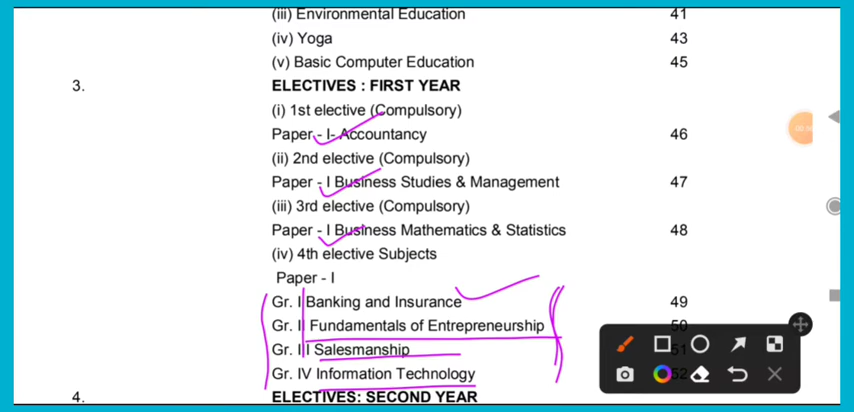 (iii) Environmental Education 41
(iv) Yoga 43
(v) Basic Computer Education 45
3. ELECTIVES : FIRST YEAR
(i) 1st elective (Compulsory)
Paper - I- Accountancy 46
(ii) 2nd elective (Compulsory)
Paper - I Business Studies & Management 47
(iii) 3rd elective (Compulsory)
Paper - I Business Mathematics & Statistics 48
(iv) 4th elective Subjects
Paper - I
Gr. I Banking and Insurance 49
Gr. II Fundamentals of Entrepreneurship 50
Gr. III Salesmanship 51
Gr. IV Information Technology 52
4. ELECTIVES: SECOND YEAR